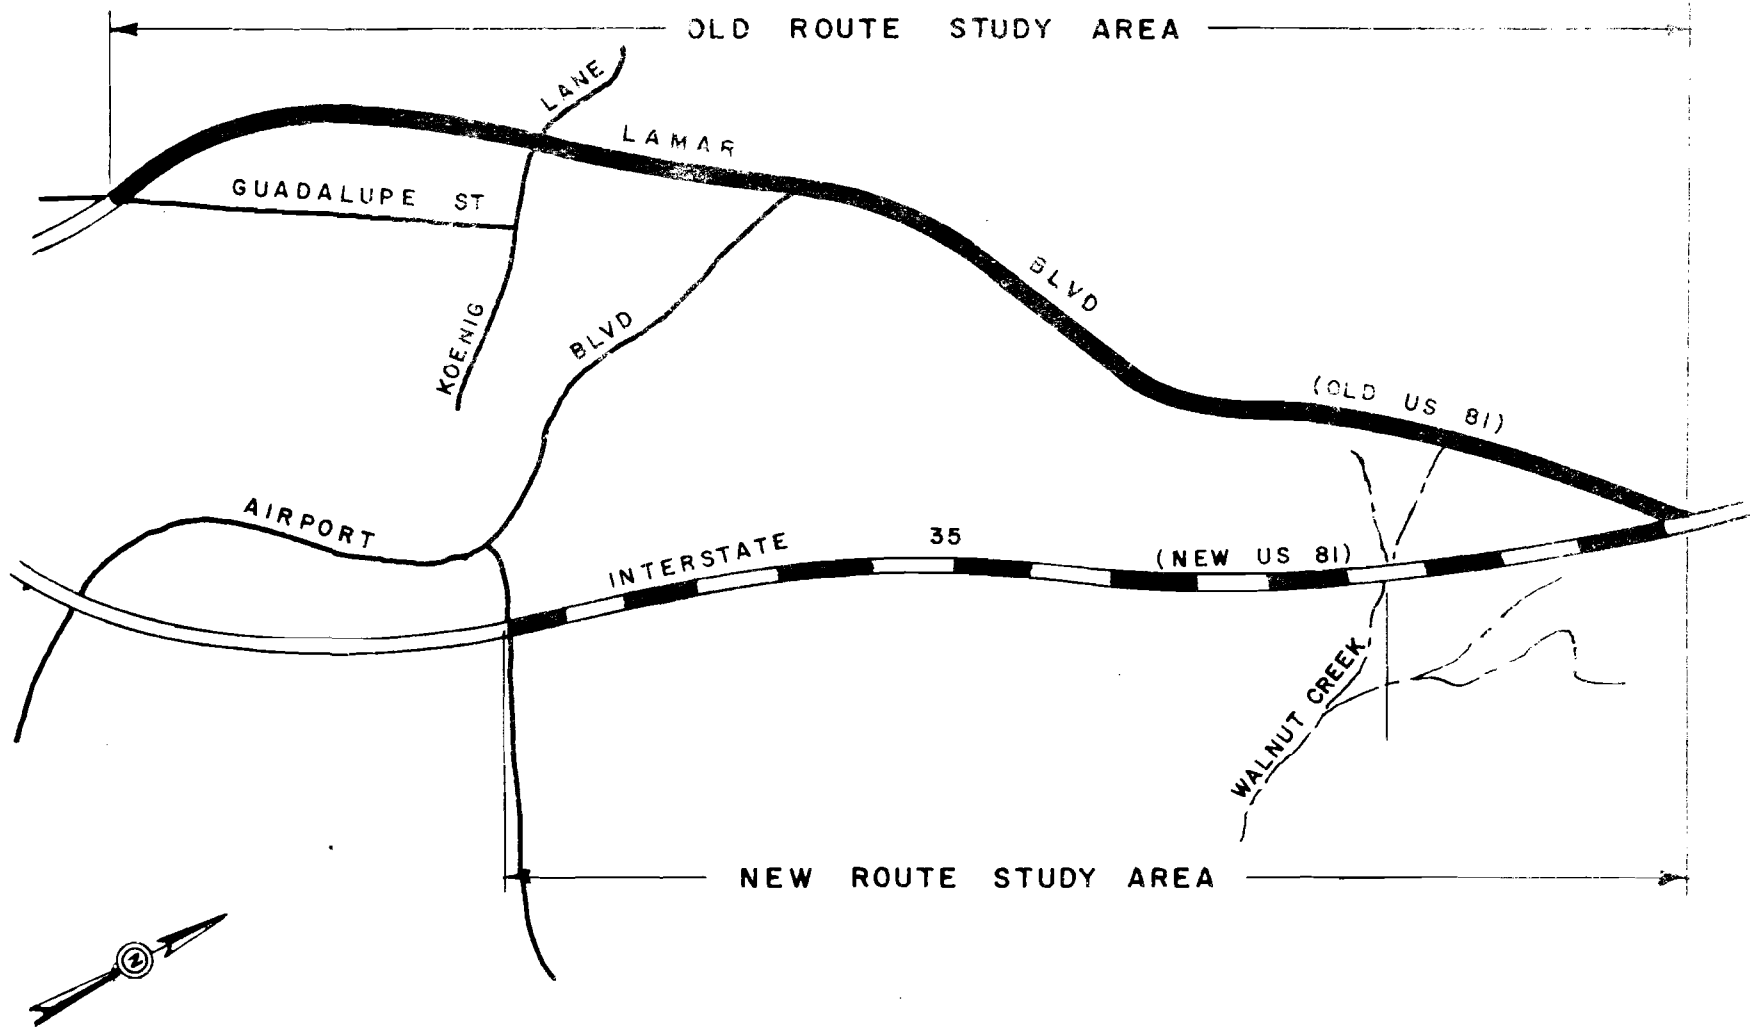 OLD ROUTE STUDY AREA
LANE
LAMAR
GUADALUPE ST
BLVD
KOENIG
BLVD
(OLD US 81)
AIRPORT
INTERSTATE 35
(NEW US 81)
WALNUT CREEK
NEW ROUTE STUDY AREA
N